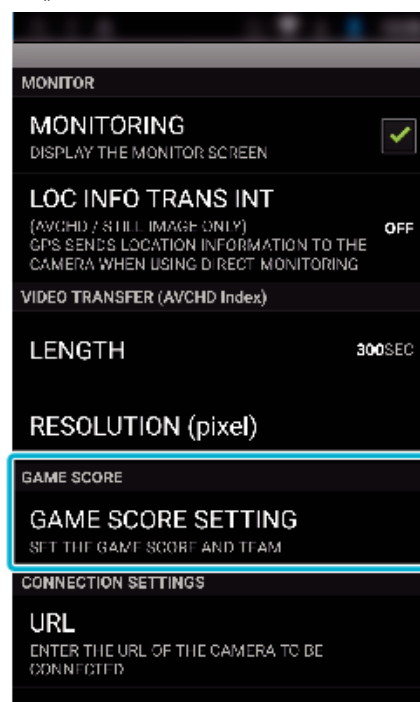 MONITOR
MONITORING
DISPLAY THE MONITOR SCREEN
LOC INFO TRANS INT
(AVCHD / STILL IMAGE ONLY)
OFF
GPS SENDS LOCATION INFORMATION TO THE
CAMERA WHEN USING DIRECT MONITORING
VIDEO TRANSFER (AVCHD Index)
LENGTH
300SEC
RESOLUTION (pixel)
GAME SCORE
GAME SCORE SETTING
SET THE GAME SCORE AND TEAM
CONNECTION SETTINGS
URL
ENTER THE URL OF THE CAMERA TO BE
CONNECTED